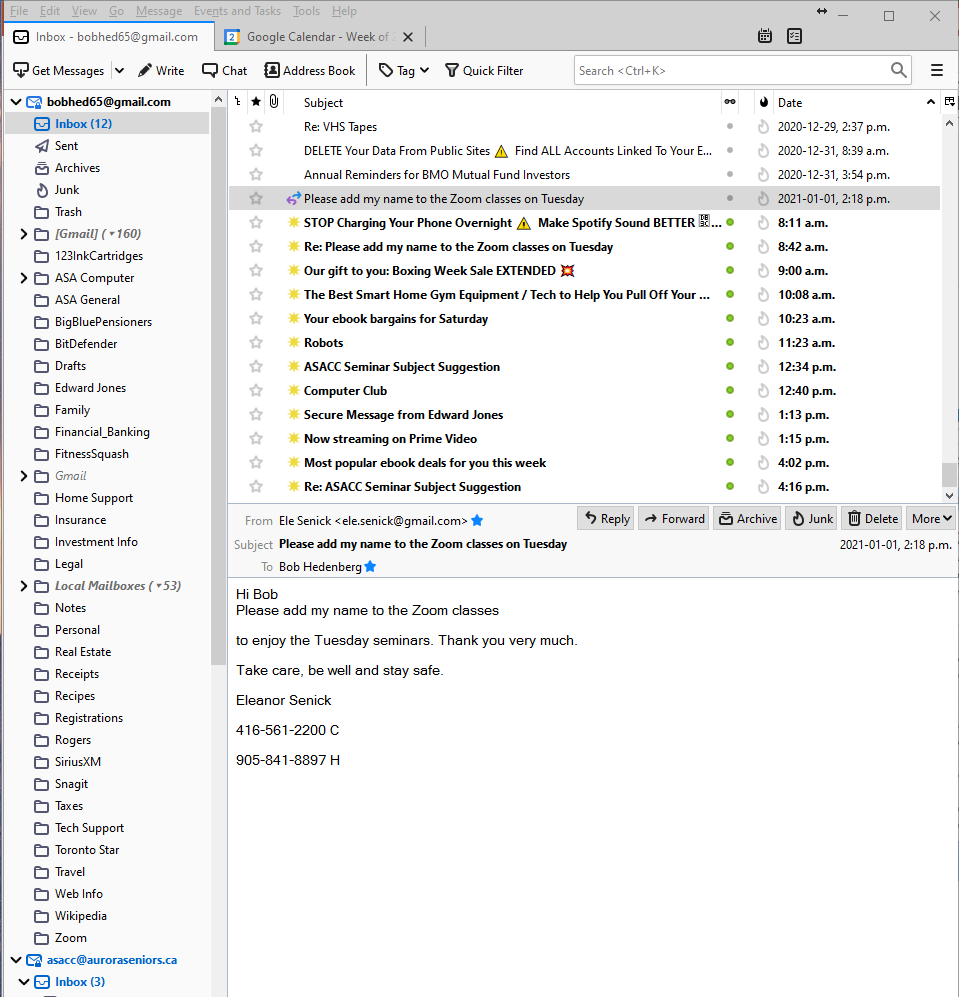 File Edit View Go Message Events and Tasks Tools Help
Inbox - bobhed65@gmail.com Google Calendar - Week of
Get Messages Write Chat Address Book Tag Quick Filter Search <Ctrl+K>
bobhed65@gmail.com
Inbox (12)
Sent
Archives
Junk
Trash
[Gmail] (160)
123InkCartridges
ASA Computer
ASA General
BigBluePensioners
BitDefender
Drafts
Edward Jones
Family
Financial_Banking
FitnessSquash
Gmail
Home Support
Insurance
Investment Info
Legal
Local Mailboxes (53)
Notes
Personal
Real Estate
Receipts
Recipes
Registrations
Rogers
SiriusXM
Snagit
Taxes
Tech Support
Toronto Star
Travel
Web Info
Wikipedia
Zoom
asacc@auroraseniors.ca
Inbox (3)
Subject Date
Re: VHS Tapes 2020-12-29, 2:37 p.m.
DELETE Your Data From Public Sites ⚠ Find ALL Accounts Linked To Your E... 2020-12-31, 8:39 a.m.
Annual Reminders for BMO Mutual Fund Investors 2020-12-31, 3:54 p.m.
Please add my name to the Zoom classes on Tuesday 2021-01-01, 2:18 p.m.
STOP Charging Your Phone Overnight ⚠ Make Spotify Sound BETTER ... 8:11 a.m.
Re: Please add my name to the Zoom classes on Tuesday 8:42 a.m.
Our gift to you: Boxing Week Sale EXTENDED 💥 9:00 a.m.
The Best Smart Home Gym Equipment / Tech to Help You Pull Off Your ... 10:08 a.m.
Your ebook bargains for Saturday 10:23 a.m.
Robots 11:23 a.m.
ASACC Seminar Subject Suggestion 12:34 p.m.
Computer Club 12:40 p.m.
Secure Message from Edward Jones 1:13 p.m.
Now streaming on Prime Video 1:15 p.m.
Most popular ebook deals for you this week 4:02 p.m.
Re: ASACC Seminar Subject Suggestion 4:16 p.m.
From Ele Senick <ele.senick@gmail.com> Reply Forward Archive Junk Delete More
Subject Please add my name to the Zoom classes on Tuesday 2021-01-01, 2:18 p.m.
To Bob Hedenberg
Hi Bob
Please add my name to the Zoom classes
to enjoy the Tuesday seminars. Thank you very much.
Take care, be well and stay safe.
Eleanor Senick
416-561-2200 C
905-841-8897 H